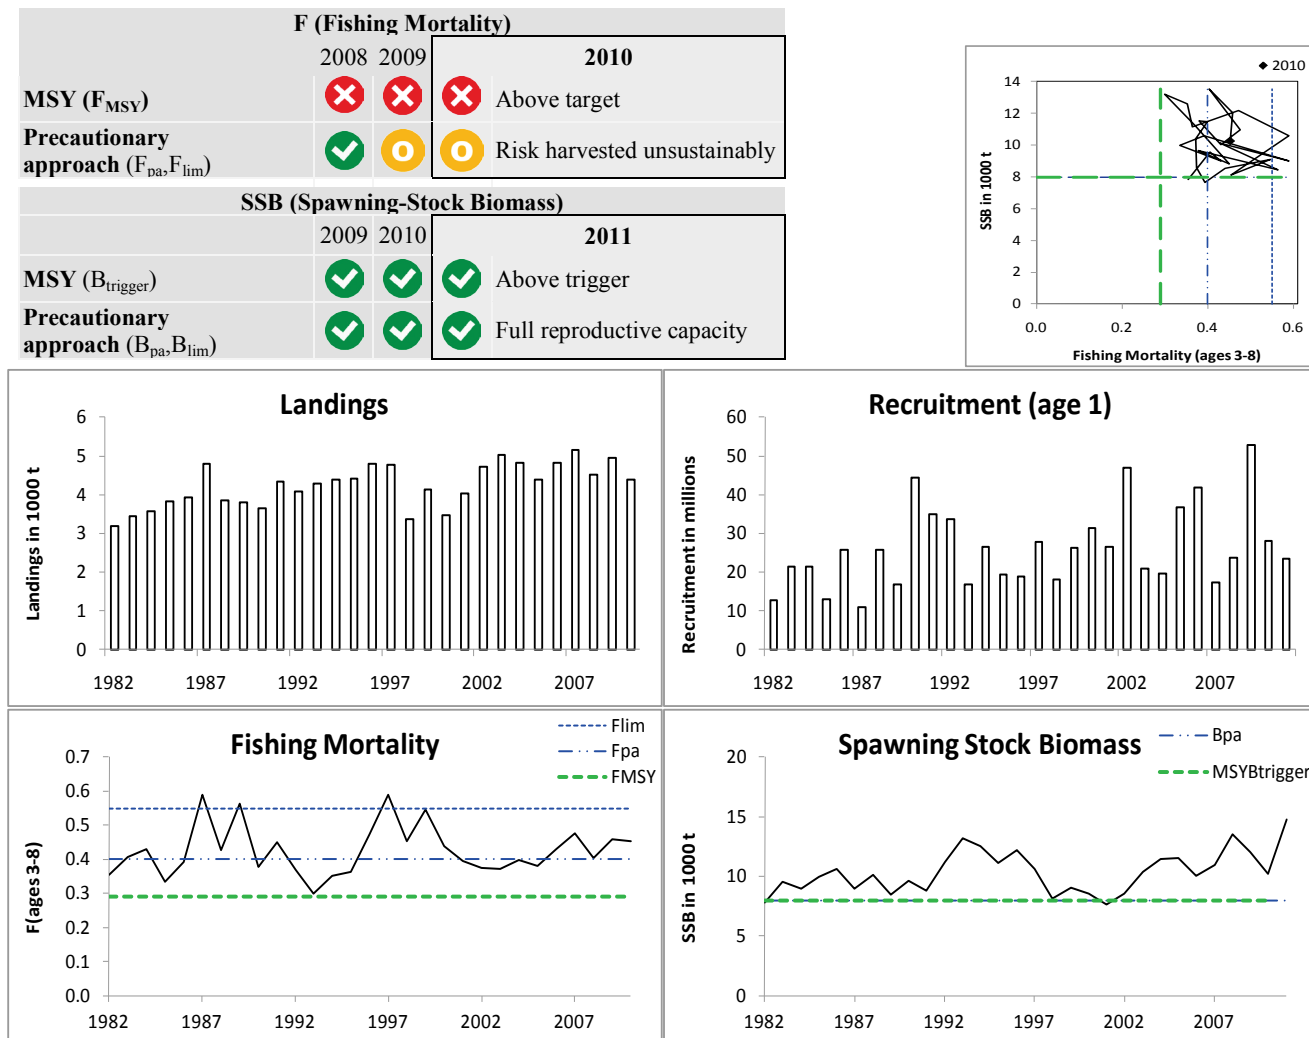 F (Fishing Mortality)
2008 2009 2010
MSY (FMSY) Above target
Precautionary
approach (Fpa,Flim) Risk harvested unsustainably
SSB (Spawning-Stock Biomass)
2009 2010 2011
MSY (Btrigger) Above trigger
Precautionary
approach (Bpa,Blim) Full reproductive capacity
2010
14
12
10
8
6
4
2
0
SSB in 1000 t
0.0 0.2 0.4 0.6
Fishing Mortality (ages 3-8)
Landings
6
5
4
3
2
1
0
Landings in 1000 t
1982 1987 1992 1997 2002 2007
Recruitment (age 1)
60
50
40
30
20
10
0
Recruitment in millions
1982 1987 1992 1997 2002 2007
Fishing Mortality
Flim
Fpa
FMSY
0.7
0.6
0.5
0.4
0.3
0.2
0.1
0.0
F(ages 3-8)
1982 1987 1992 1997 2002 2007
Spawning Stock Biomass
Bpa
MSYBtrigger
20
15
10
5
0
SSB in 1000 t
1982 1987 1992 1997 2002 2007